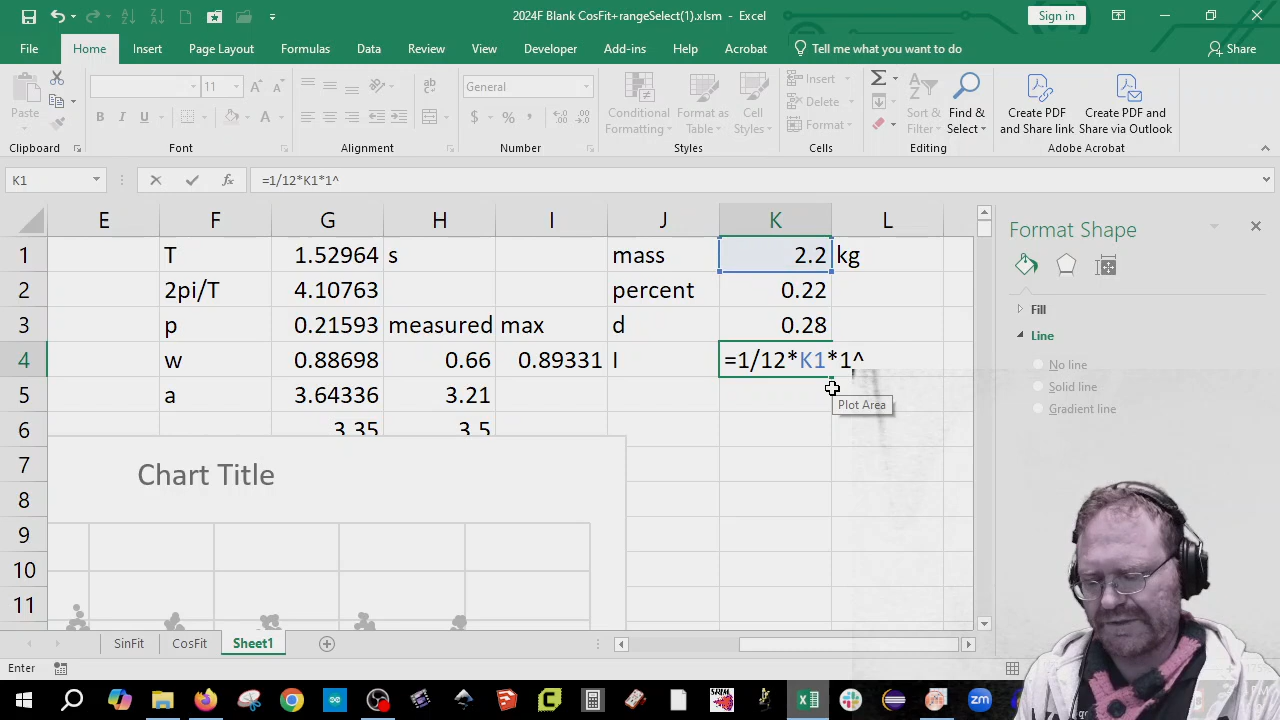 2024F Blank CosFit+rangeSelect(1).xlsm - Excel
Sign in
File Home Insert Page Layout Formulas Data Review View Developer Add-ins Help Acrobat Tell me what you want to do Share
11 General
Paste
B I U
$ % ,
Conditional Formatting
Format as Table
Cell Styles
Insert
Delete
Format
Sort & Filter
Find & Select
Create PDF and Share link
Create PDF and Share via Outlook
Clipboard Font Alignment Number Styles Cells Editing Adobe Acrobat
K1 fx =1/12*K1*1^
E F G H I J K L
1 T 1.52964 s mass 2.2 kg
2 2pi/T 4.10763 percent 0.22
3 p 0.21593 measured max d 0.28
4 w 0.88698 0.66 0.89331 I =1/12*K1*1^
5 a 3.64336 3.21
6 3.35 3.5
7
8
9
10
11
Plot Area
Chart Title
Format Shape
Fill
Line
No line
Solid line
Gradient line
SinFit CosFit Sheet1
Enter